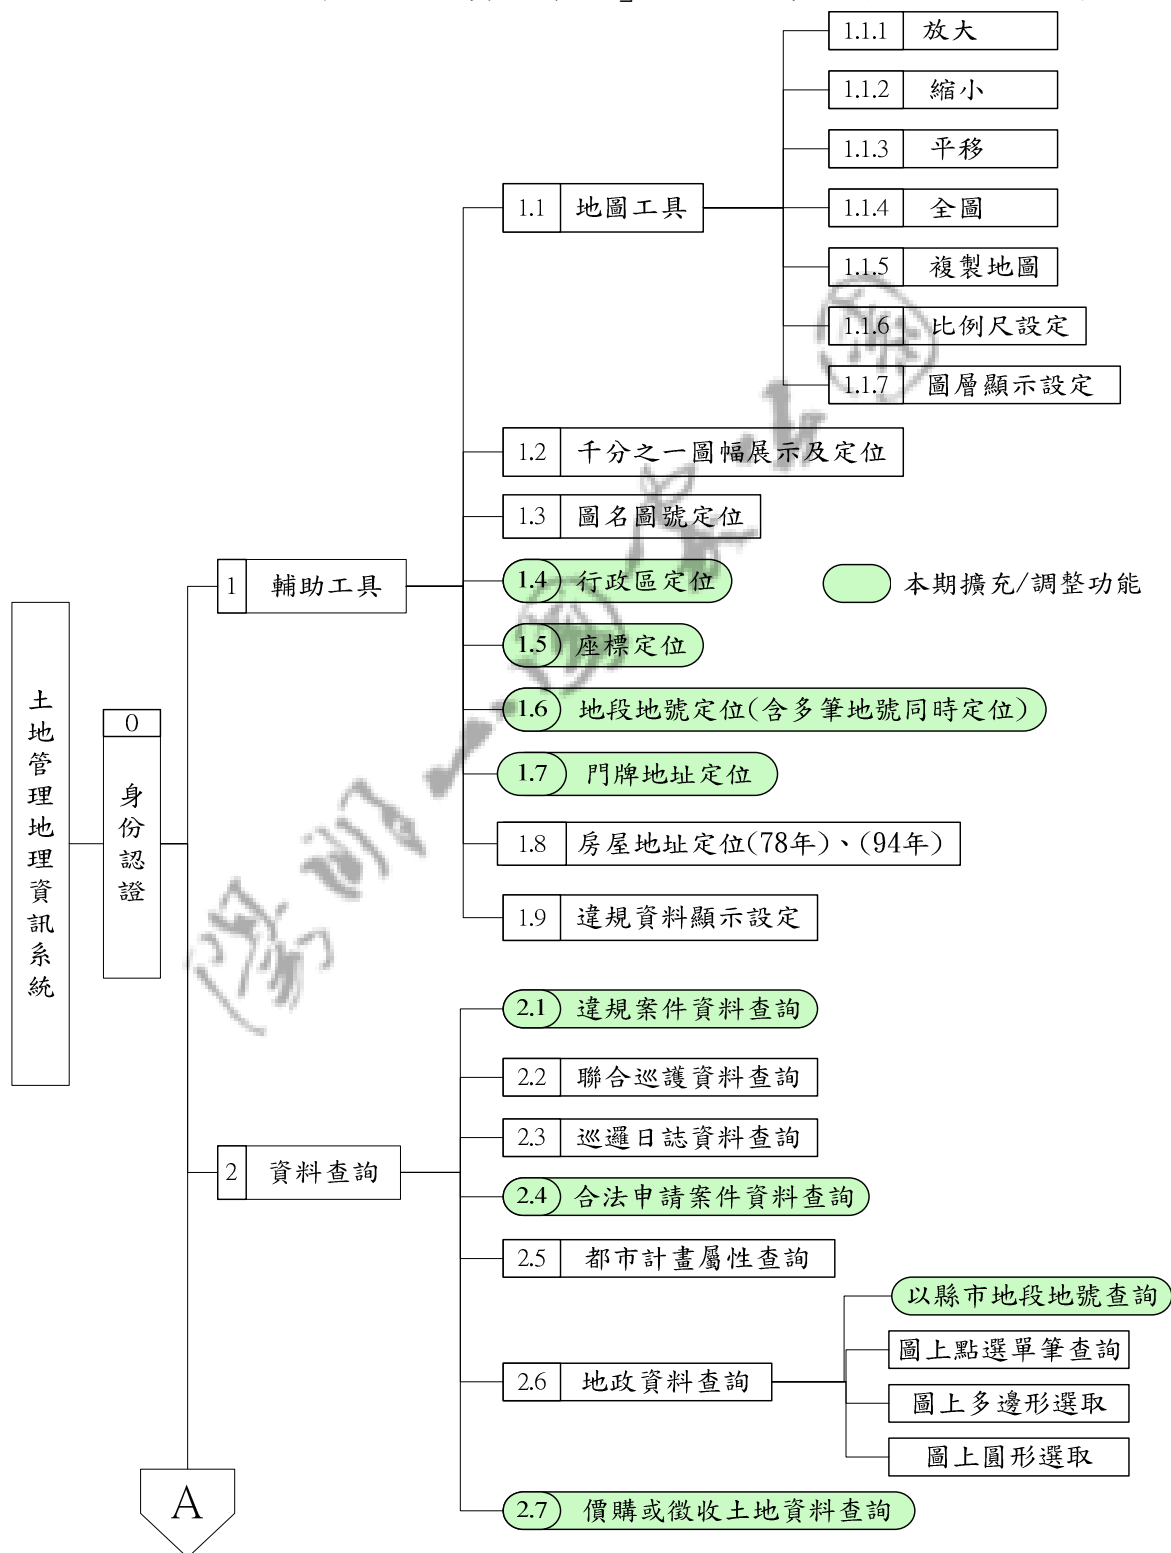 土地管理地理資訊系統
0
身份認證
1 輔助工具
1.1 地圖工具
1.1.1 放大
1.1.2 縮小
1.1.3 平移
1.1.4 全圖
1.1.5 複製地圖
1.1.6 比例尺設定
1.1.7 圖層顯示設定
1.2 千分之一圖幅展示及定位
1.3 圖名圖號定位
1.4 行政區定位
本期擴充/調整功能
1.5 座標定位
1.6 地段地號定位(含多筆地號同時定位)
1.7 門牌地址定位
1.8 房屋地址定位(78年)、(94年)
1.9 違規資料顯示設定
2 資料查詢
2.1 違規案件資料查詢
2.2 聯合巡護資料查詢
2.3 巡邏日誌資料查詢
2.4 合法申請案件資料查詢
2.5 都市計畫屬性查詢
2.6 地政資料查詢
以縣市地段地號查詢
圖上點選單筆查詢
圖上多邊形選取
圖上圓形選取
2.7 價購或徵收土地資料查詢
A